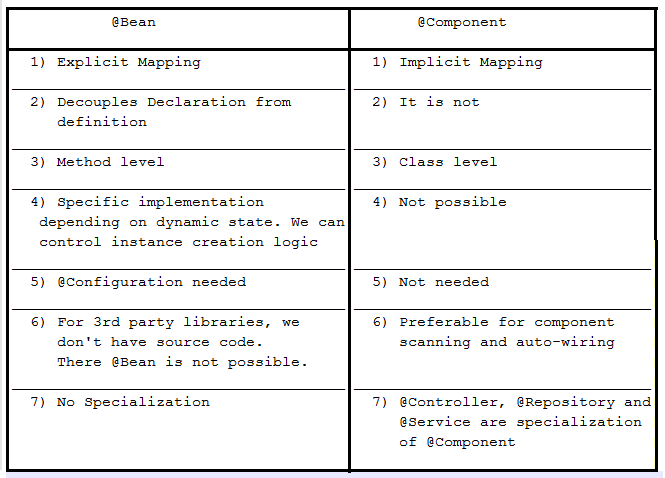 @Bean @Component
1) Explicit Mapping 1) Implicit Mapping
2) Decouples Declaration from 2) It is not
definition
3) Method level 3) Class level
4) Specific implementation 4) Not possible
depending on dynamic state. We can
control instance creation logic
5) @Configuration needed 5) Not needed
6) For 3rd party libraries, we 6) Preferable for component
don't have source code. scanning and auto-wiring
There @Bean is not possible.
7) No Specialization 7) @Controller, @Repository and
@Service are specialization
of @Component